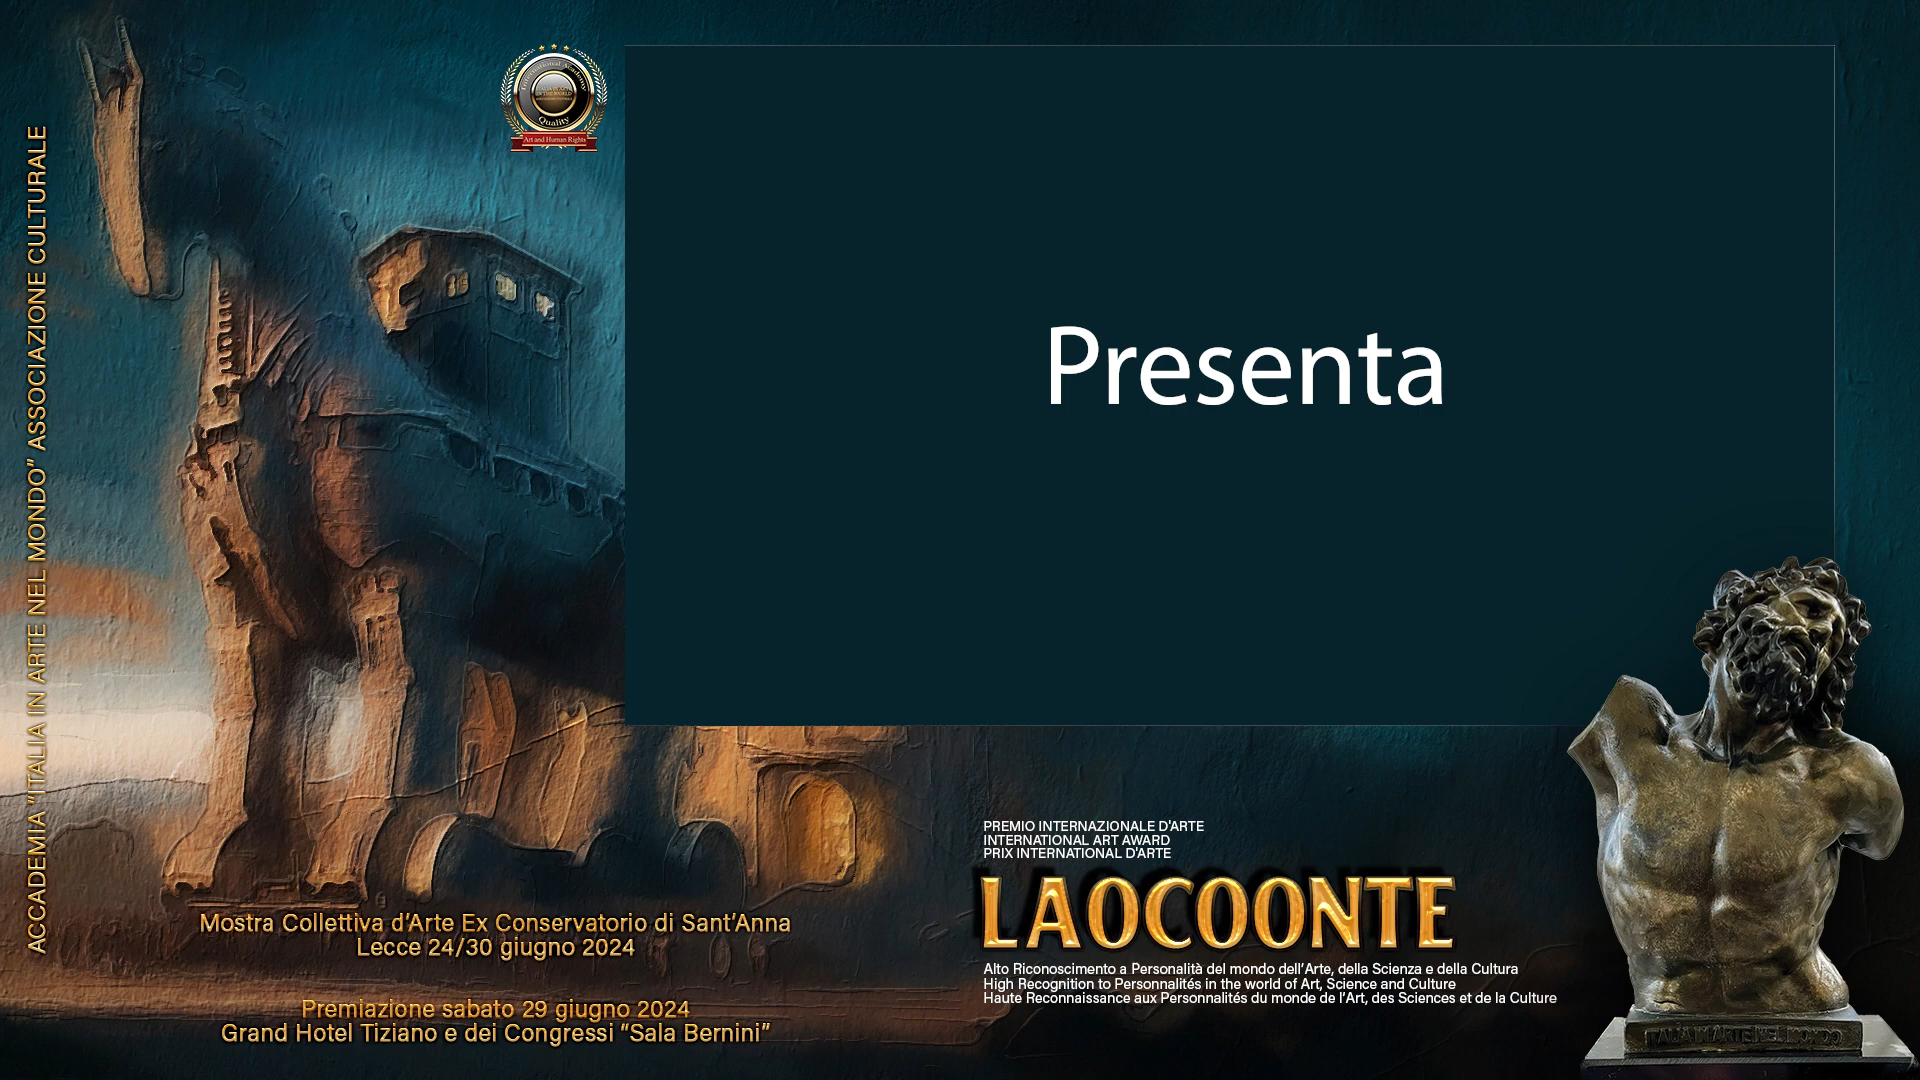 ACCADEMIA “ITALIA IN ARTE NEL MONDO” ASSOCIAZIONE CULTURALE
International Academy
Quality
Art and Human Rights
Presenta
PREMIO INTERNAZIONALE D'ARTE
INTERNATIONAL ART AWARD
PRIX INTERNATIONAL D'ARTE
LAOCOONTE
Alto Riconoscimento a Personalità del mondo dell’Arte, della Scienza e della Cultura
High Recognition to Personnalités in the world of Art, Science and Culture
Haute Reconnaissance aux Personnalités du monde de l’Art, des Sciences et de la Culture
Mostra Collettiva d’Arte Ex Conservatorio di Sant’Anna
Lecce 24/30 giugno 2024
Premiazione sabato 29 giugno 2024
Grand Hotel Tiziano e dei Congressi “Sala Bernini”
ITALIA IN ARTE NEL MONDO